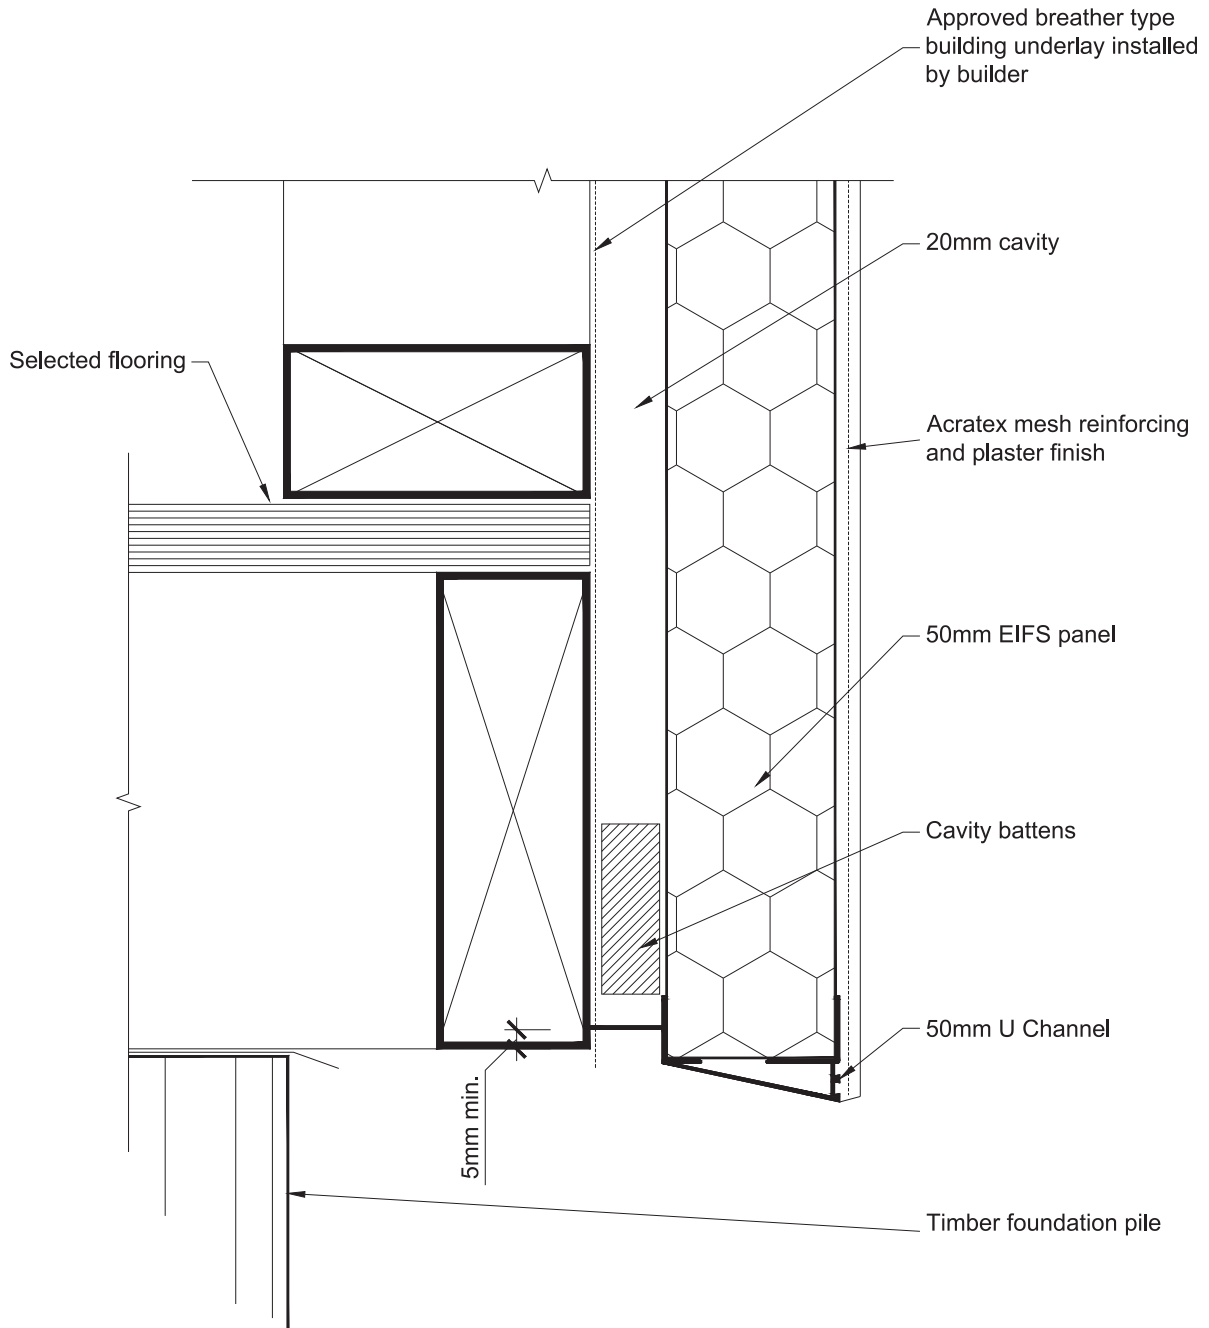 Approved breather type
building underlay installed
by builder
20mm cavity
Selected flooring
Acratex mesh reinforcing
and plaster finish
50mm EIFS panel
Cavity battens
50mm U Channel
5mm min.
Timber foundation pile